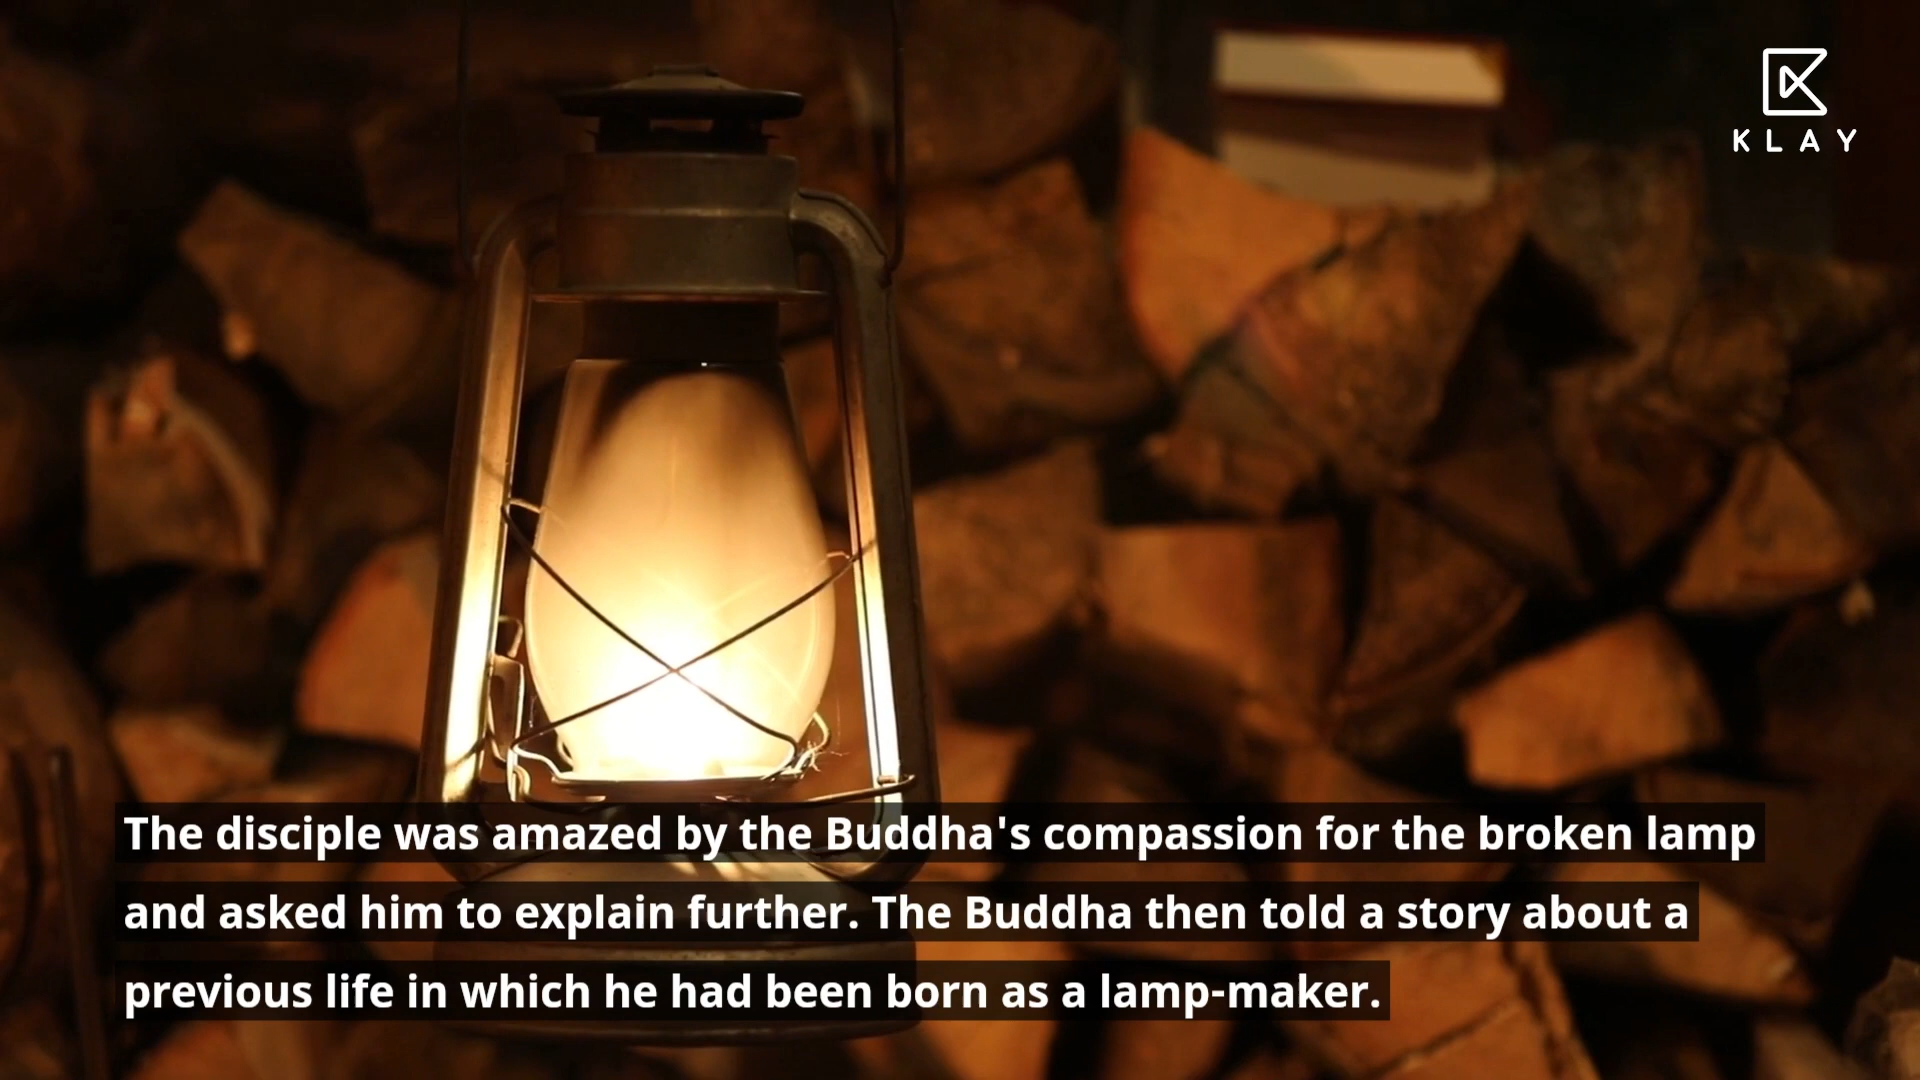 KLAY
The disciple was amazed by the Buddha's compassion for the broken lamp
and asked him to explain further. The Buddha then told a story about a
previous life in which he had been born as a lamp-maker.